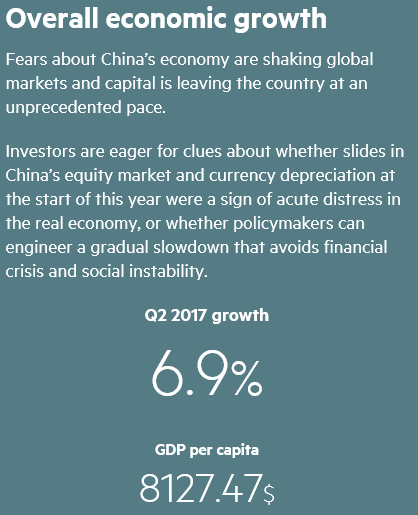 Overall economic growth
Fears about China’s economy are shaking global
markets and capital is leaving the country at an
unprecedented pace.
Investors are eager for clues about whether slides in
China’s equity market and currency depreciation at
the start of this year were a sign of acute distress in
the real economy, or whether policymakers can
engineer a gradual slowdown that avoids financial
crisis and social instability.
Q2 2017 growth
6.9%
GDP per capita
8127.47$